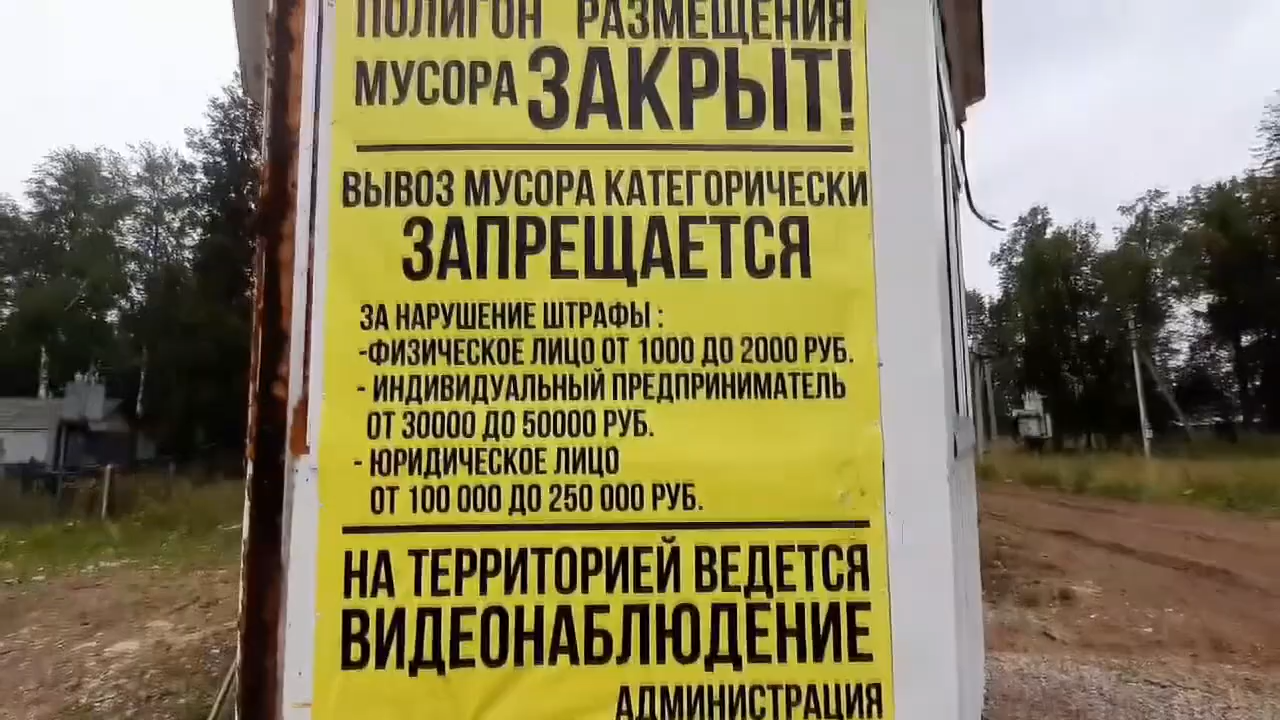 ПОЛИГОН РАЗМЕЩЕНИЯ
МУСОРА ЗАКРЫТ!
ВЫВОЗ МУСОРА КАТЕГОРИЧЕСКИ
ЗАПРЕЩАЕТСЯ
ЗА НАРУШЕНИЕ ШТРАФЫ :
-ФИЗИЧЕСКОЕ ЛИЦО ОТ 1000 ДО 2000 РУБ.
- ИНДИВИДУАЛЬНЫЙ ПРЕДПРИНИМАТЕЛЬ
ОТ 30000 ДО 50000 РУБ.
- ЮРИДИЧЕСКОЕ ЛИЦО
ОТ 100 000 ДО 250 000 РУБ.
НА ТЕРРИТОРИЕЙ ВЕДЕТСЯ
ВИДЕОНАБЛЮДЕНИЕ
АДМИНИСТРАЦИЯ